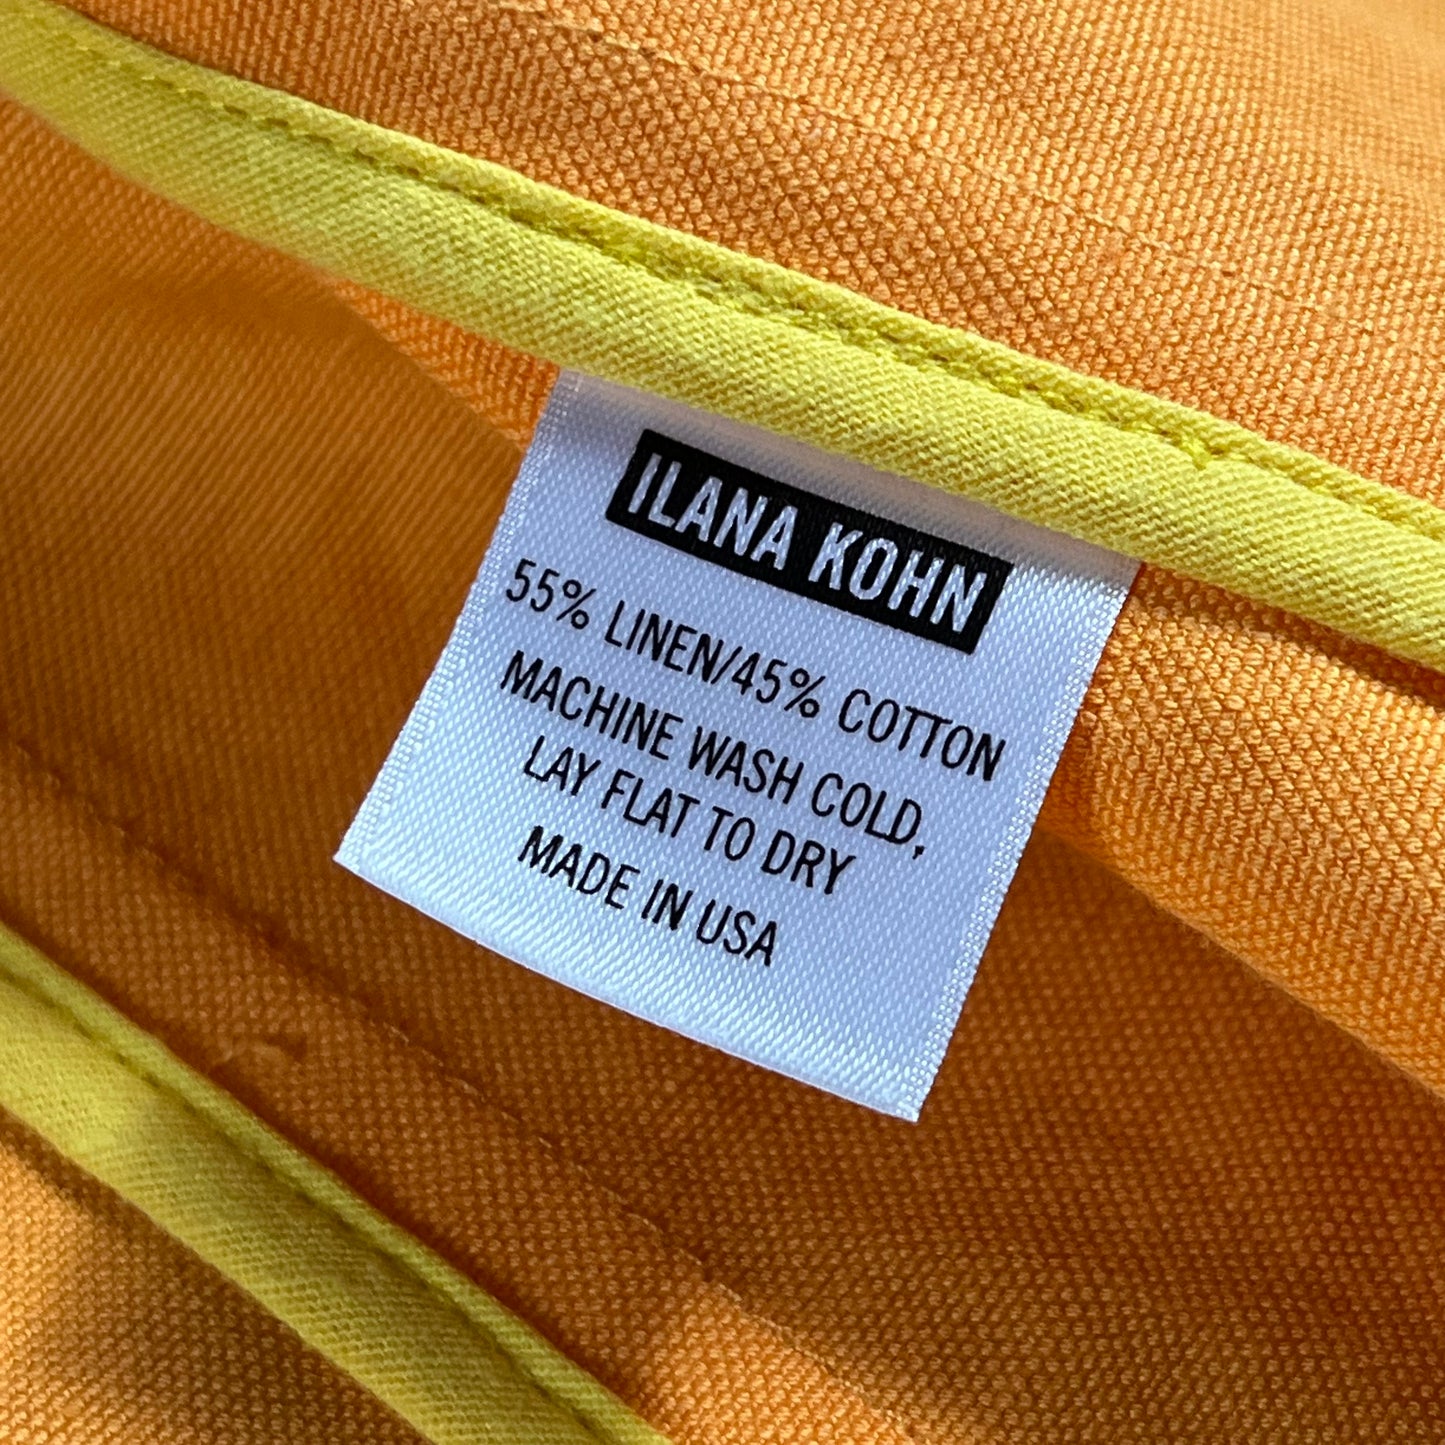 ILANA KOHN
55% LINEN/45% COTTON
MACHINE WASH COLD,
LAY FLAT TO DRY
MADE IN USA